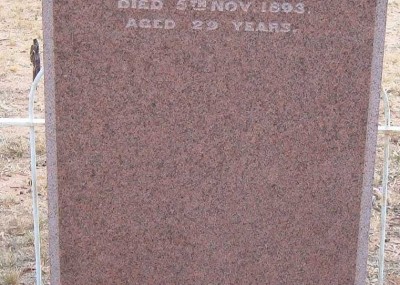 DIED 5TH NOV. 1893.
AGED 29 YEARS.